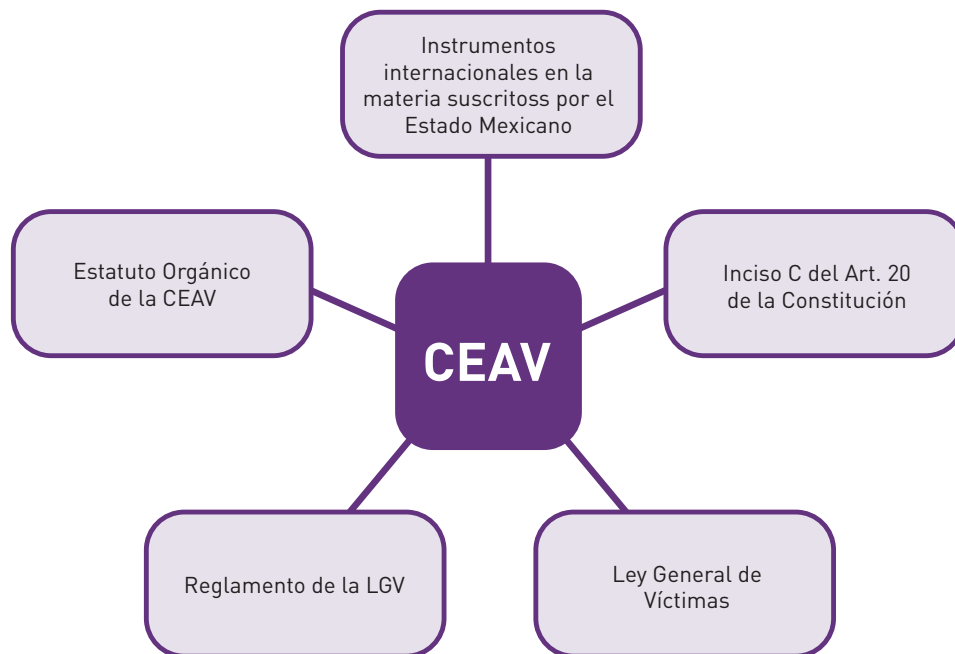 Instrumentos
internacionales en la
materia suscritoss por el
Estado Mexicano
Estatuto Orgánico
de la CEAV
Inciso C del Art. 20
de la Constitución
CEAV
Reglamento de la LGV
Ley General de
Víctimas